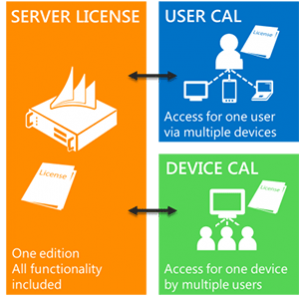 SERVER LICENSE
License
One edition
All functionality
included
USER CAL
License
Access for one user
via multiple devices
DEVICE CAL
License
Access for one device
by multiple users